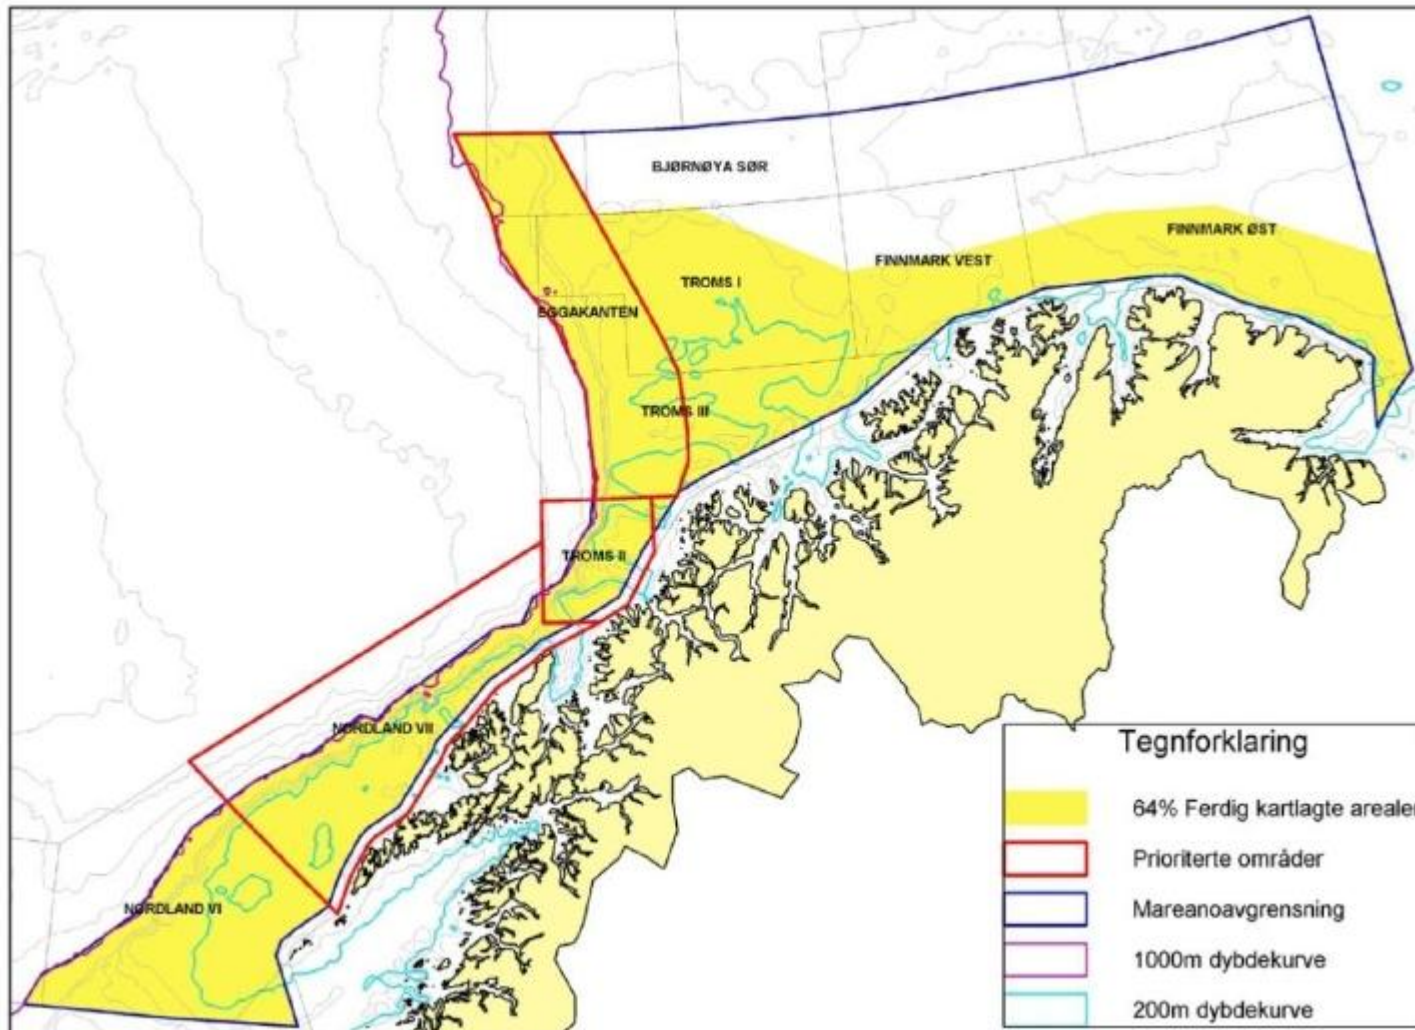 BJØRNØYA SØR
FINNMARK ØST
FINNMARK VEST
TROMS I
EGGAKANTEN
TROMS III
TROMS II
NORDLAND VII
NORDLAND VI
Tegnforklaring
64% Ferdig kartlagte arealer
Prioriterte områder
Mareanoavgrensning
1000m dybdekurve
200m dybdekurve